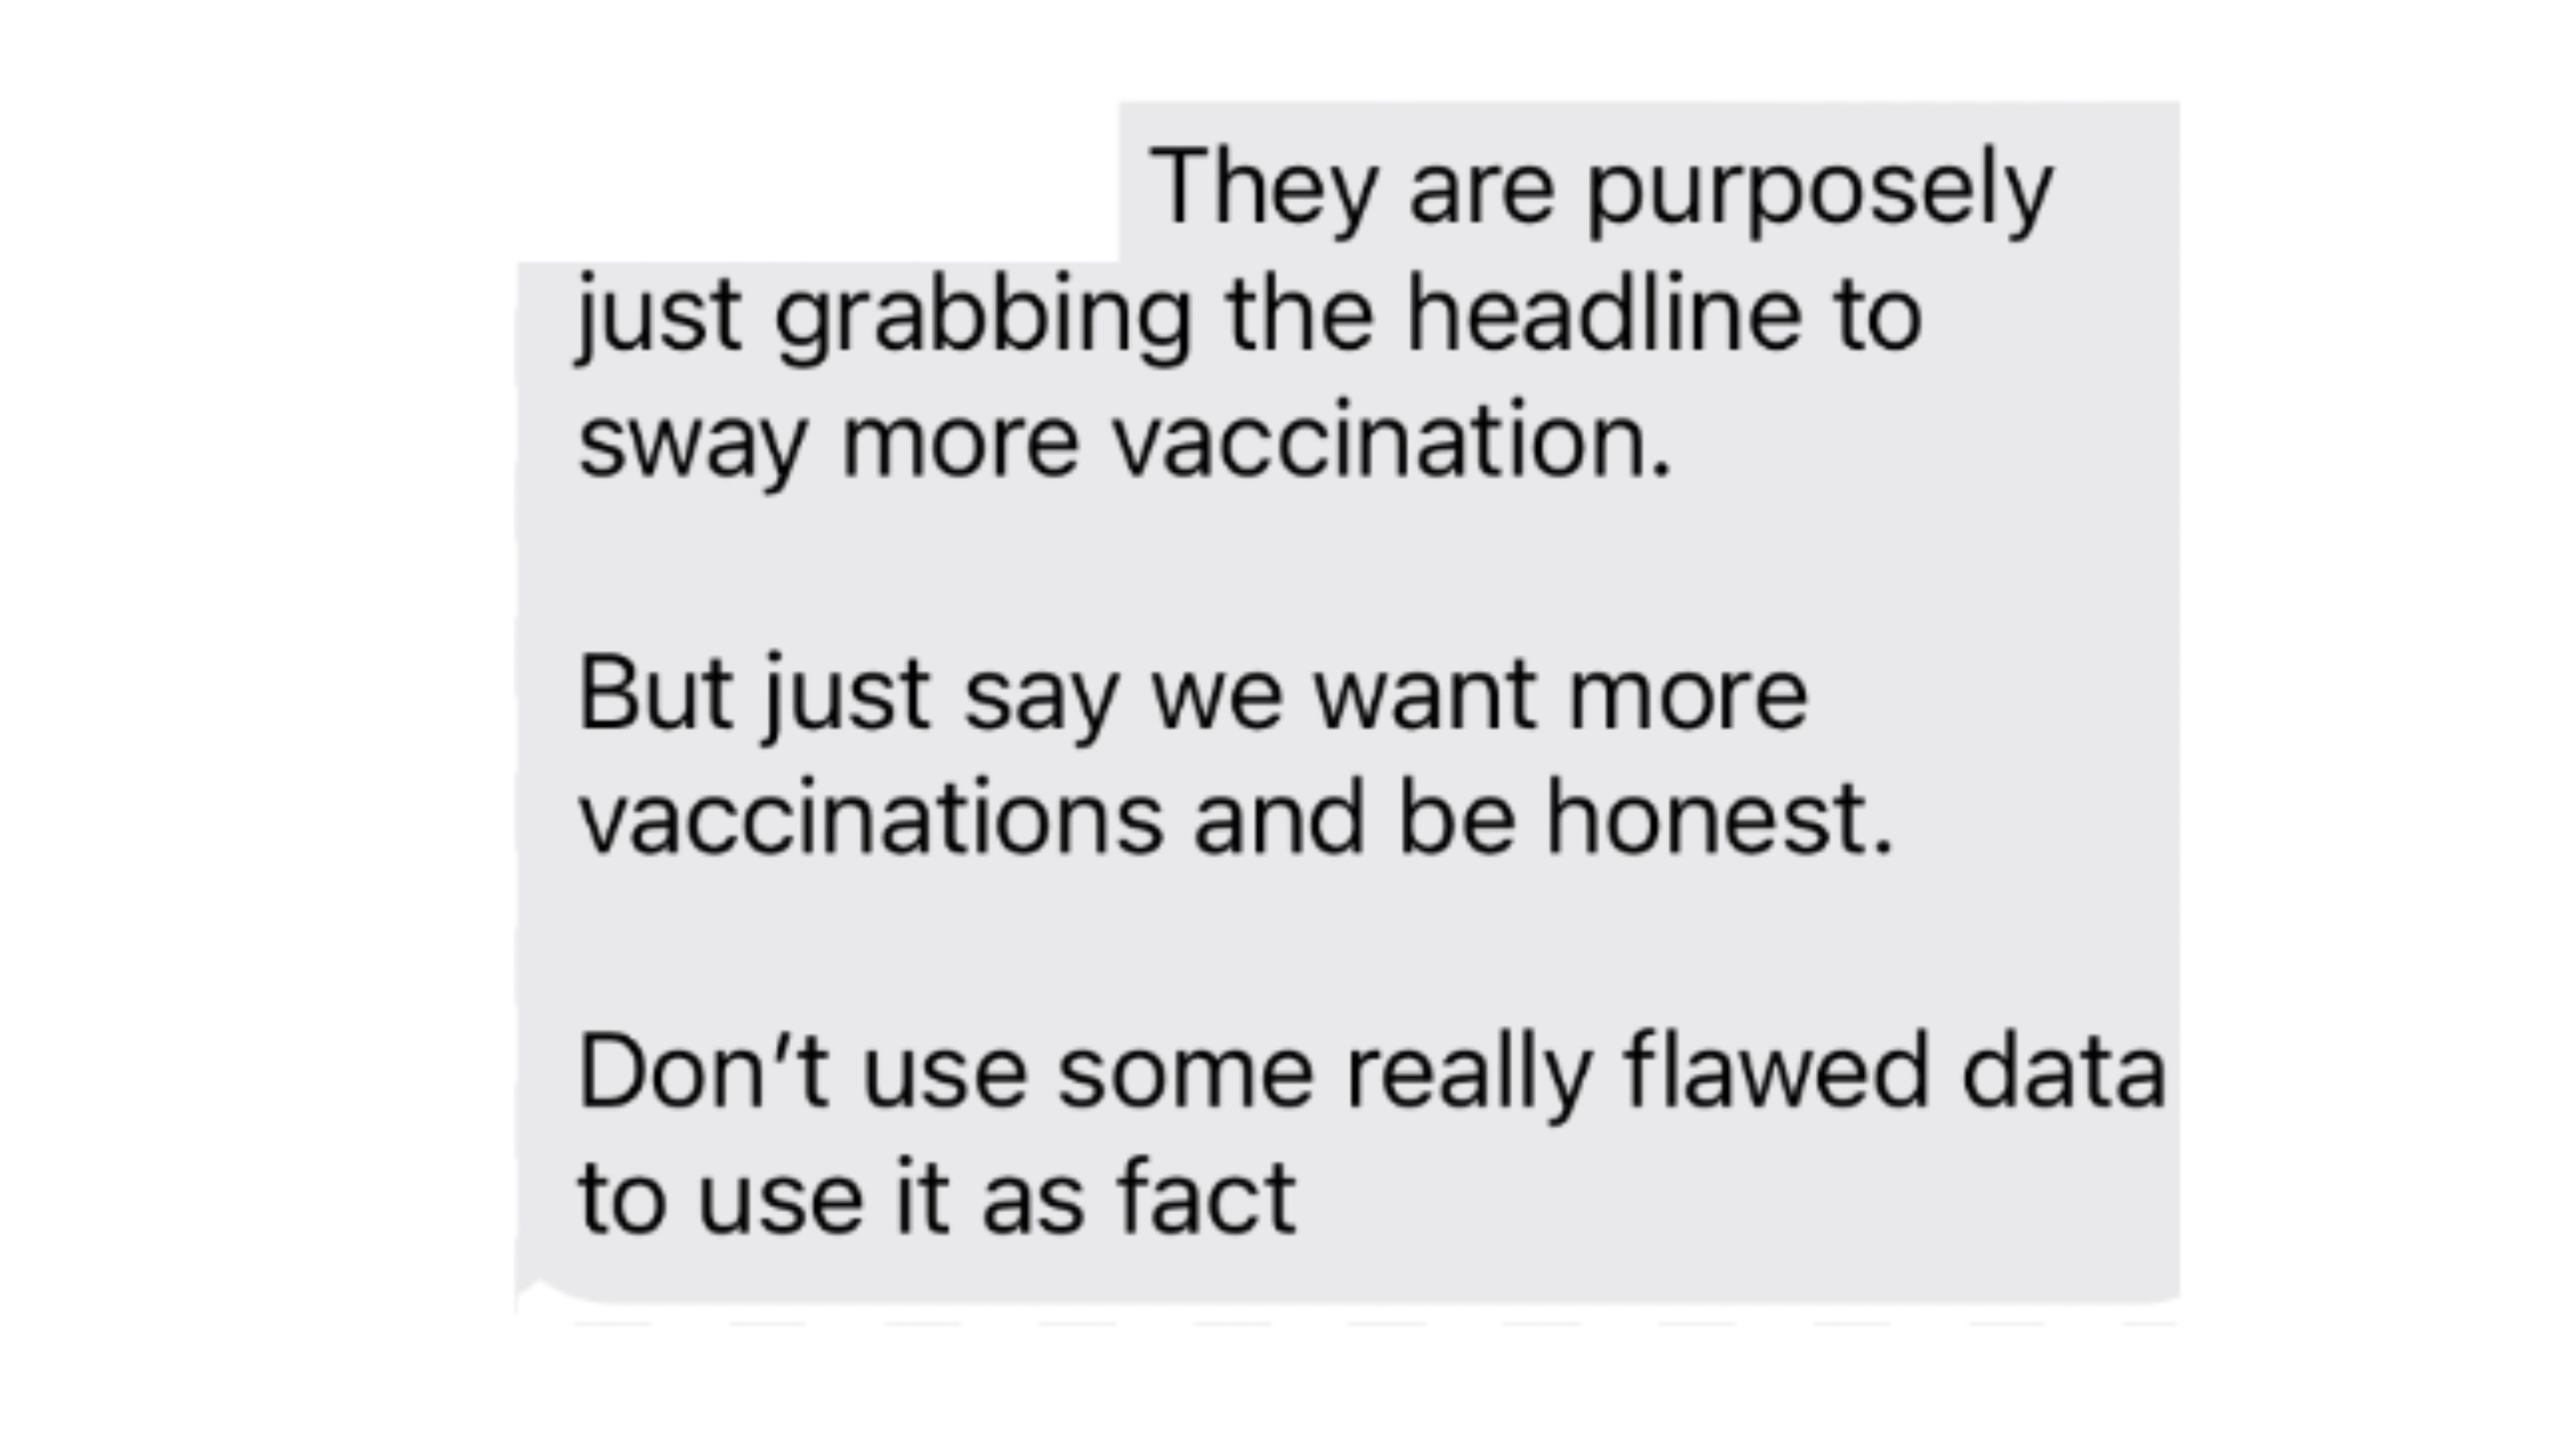 They are purposely
just grabbing the headline to
sway more vaccination.
But just say we want more
vaccinations and be honest.
Don’t use some really flawed data
to use it as fact